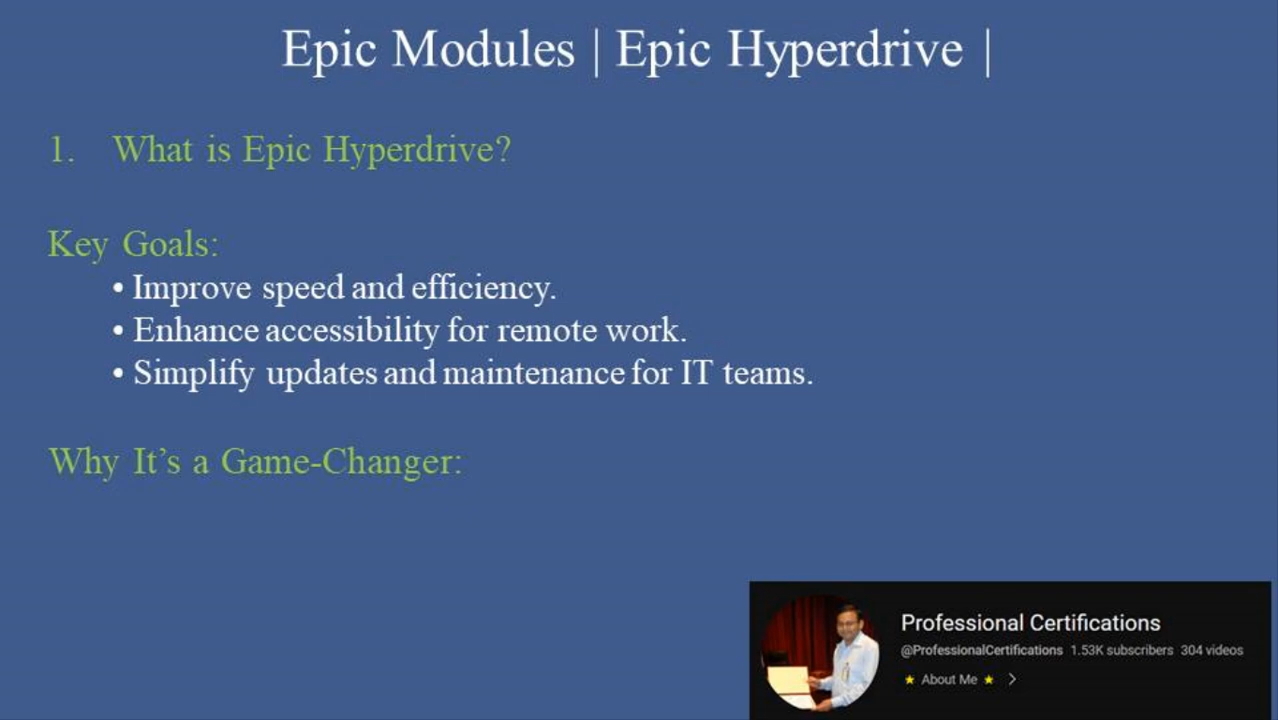 Epic Modules | Epic Hyperdrive |
1. What is Epic Hyperdrive?
Key Goals:
• Improve speed and efficiency.
• Enhance accessibility for remote work.
• Simplify updates and maintenance for IT teams.
Why It’s a Game-Changer:
Professional Certifications
@ProfessionalCertifications 1.53K subscribers 304 videos
★ About Me ★ >